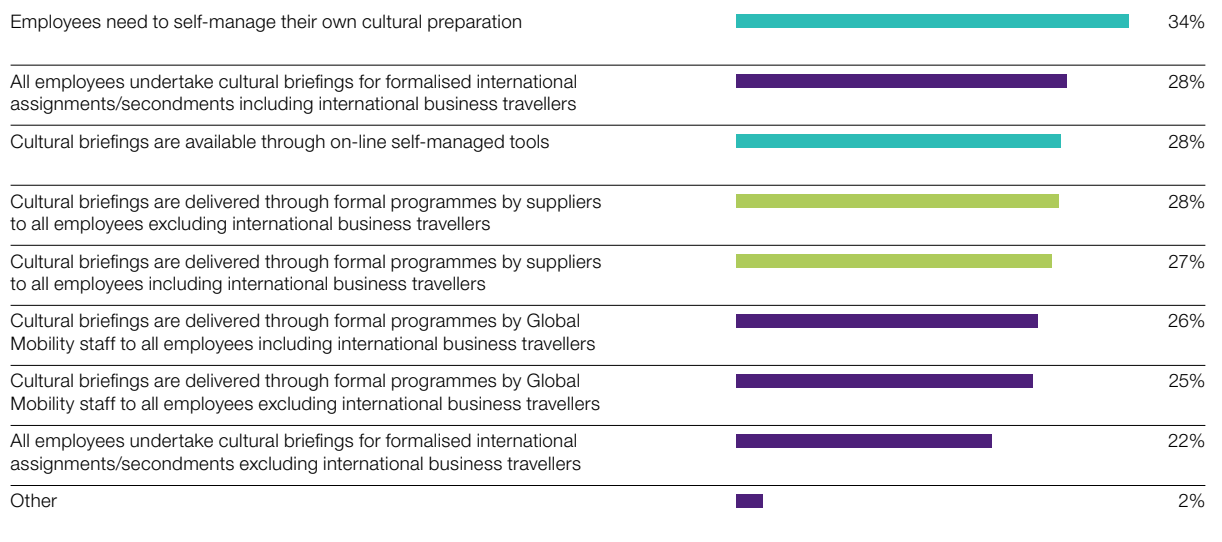 Employees need to self-manage their own cultural preparation 34%
All employees undertake cultural briefings for formalised international 28%
assignments/secondments including international business travellers
Cultural briefings are available through on-line self-managed tools 28%
Cultural briefings are delivered through formal programmes by suppliers 28%
to all employees excluding international business travellers
Cultural briefings are delivered through formal programmes by suppliers 27%
to all employees including international business travellers
Cultural briefings are delivered through formal programmes by Global 26%
Mobility staff to all employees including international business travellers
Cultural briefings are delivered through formal programmes by Global 25%
Mobility staff to all employees excluding international business travellers
All employees undertake cultural briefings for formalised international 22%
assignments/secondments excluding international business travellers
Other 2%